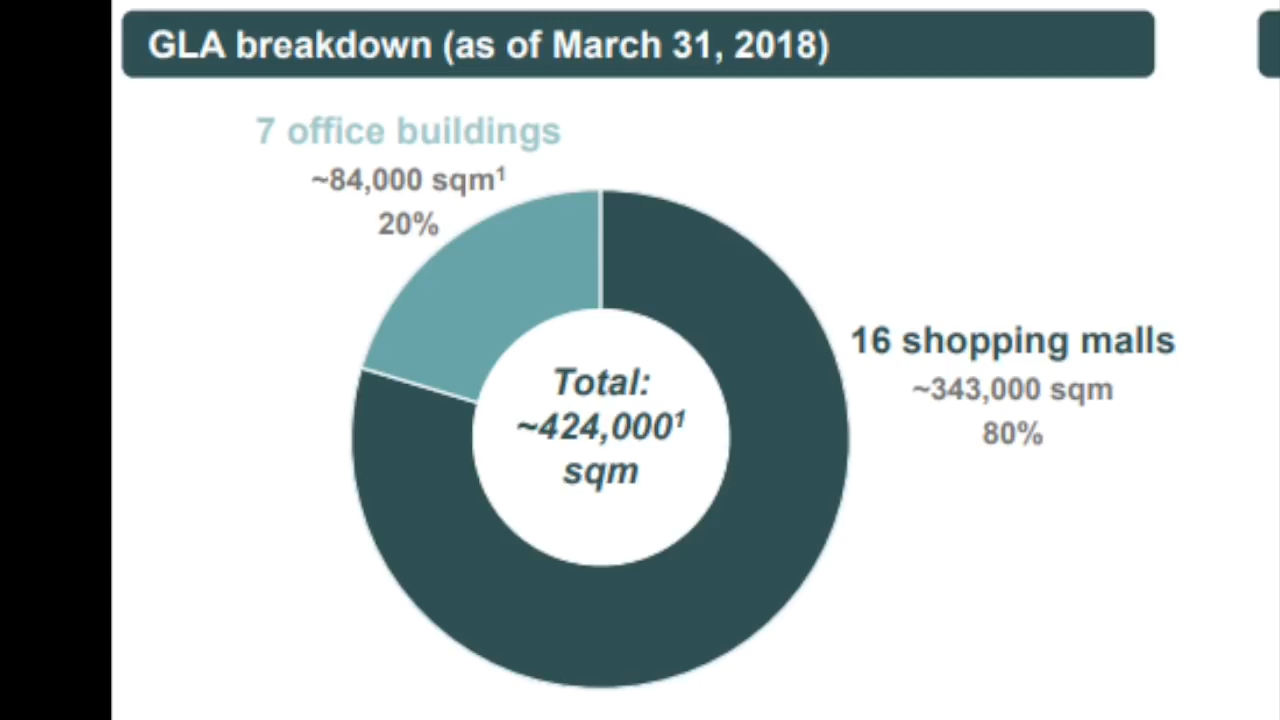 GLA breakdown (as of March 31, 2018)
7 office buildings
~84,000 sqm¹
20%
16 shopping malls
~343,000 sqm
80%
Total:
~424,000¹
sqm